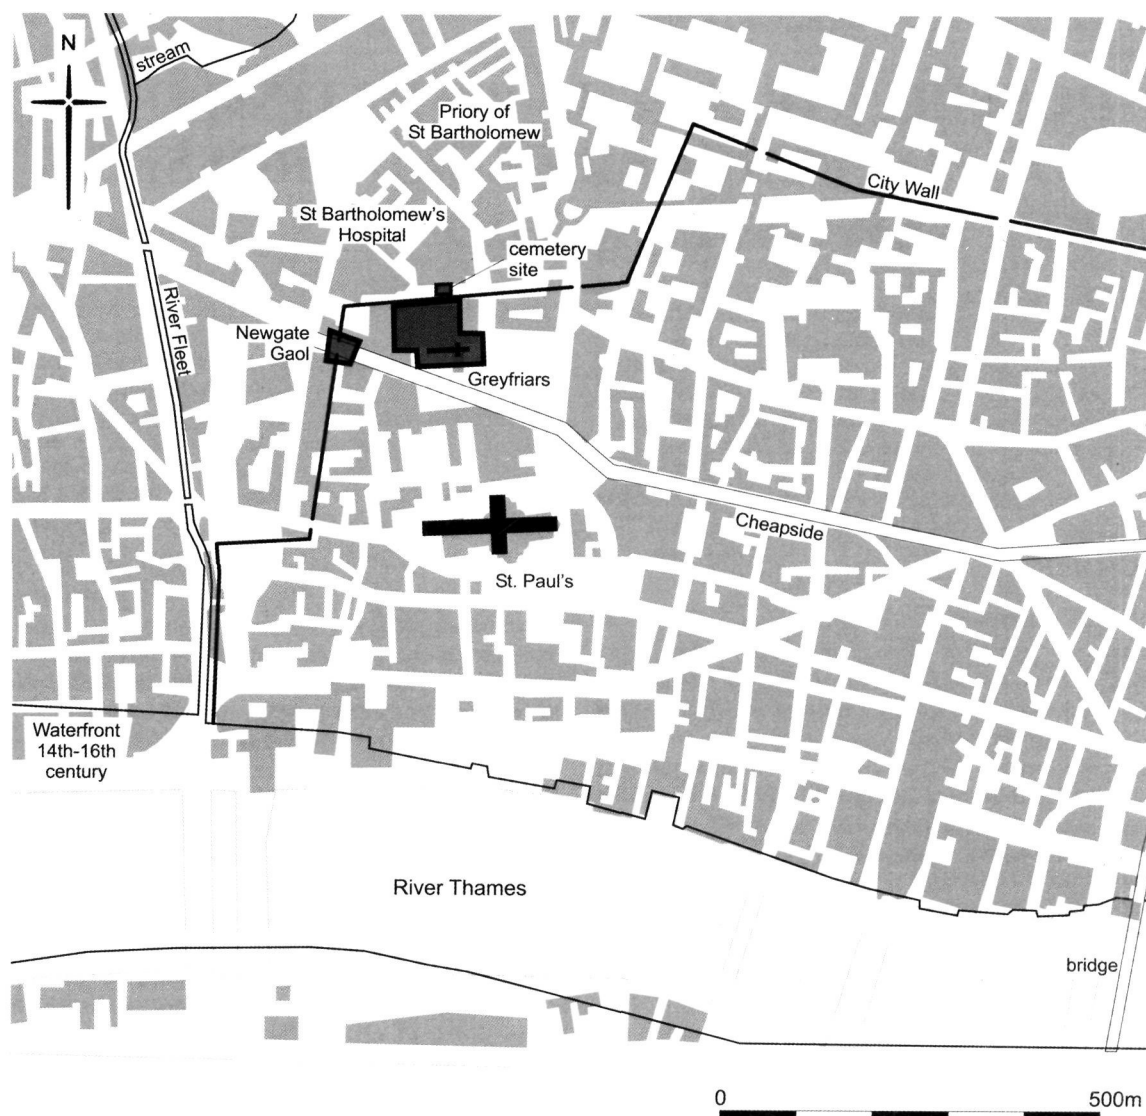 N
stream
Priory of
St Bartholomew
City Wall
St Bartholomew's
Hospital
cemetery
site
River Fleet
Newgate
Gaol
Greyfriars
Cheapside
St. Paul's
Waterfront
14th-16th
century
River Thames
bridge
0
500m